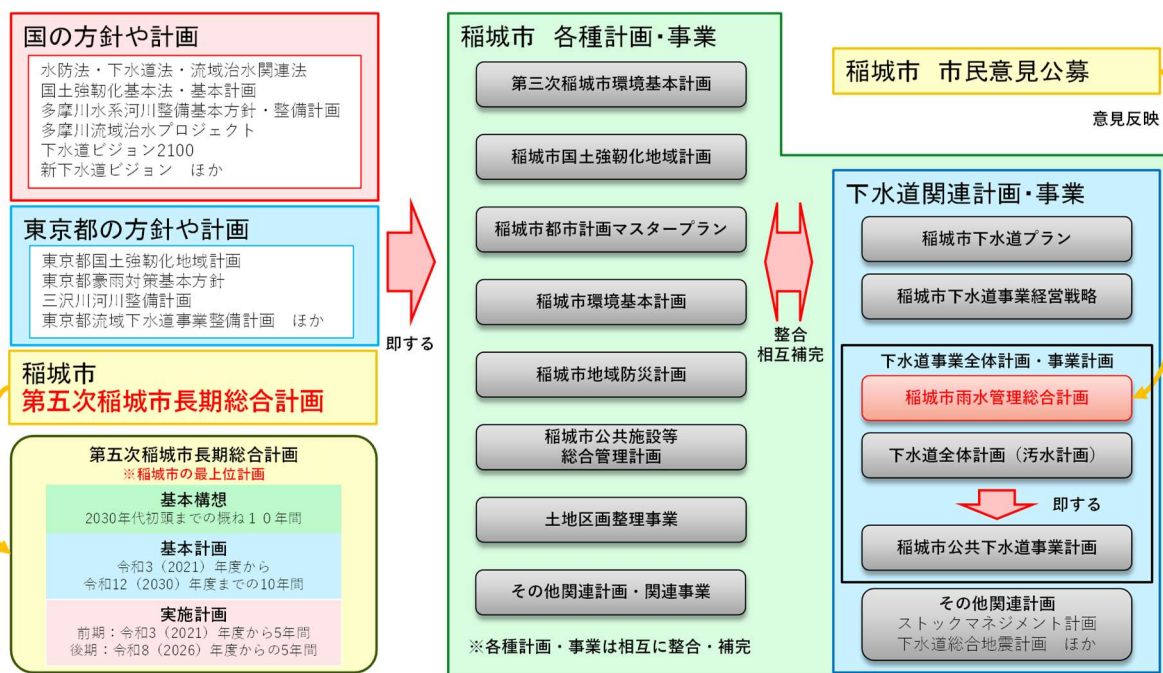 国の方針や計画
水防法・下水道法・流域治水関連法
国土強靭化基本法・基本計画
多摩川水系河川整備基本方針・整備計画
多摩川流域治水プロジェクト
下水道ビジョン2100
新下水道ビジョン　ほか
東京都の方針や計画
東京都国土強靭化地域計画
東京都豪雨対策基本方針
三沢川河川整備計画
東京都流域下水道事業整備計画　ほか
稲城市
第五次稲城市長期総合計画
第五次稲城市長期総合計画
※稲城市の最上位計画
基本構想
2030年代初頭までの概ね１０年間
基本計画
令和3（2021）年度から
令和12（2030）年度までの10年間
実施計画
前期：令和3（2021）年度から5年間
後期：令和8（2026）年度からの5年間
即する
稲城市　各種計画・事業
第三次稲城市環境基本計画
稲城市国土強靭化地域計画
稲城市都市計画マスタープラン
稲城市環境基本計画
稲城市地域防災計画
稲城市公共施設等
総合管理計画
土地区画整理事業
その他関連計画・関連事業
※各種計画・事業は相互に整合・補完
整合
相互補完
稲城市　市民意見公募
意見反映
下水道関連計画・事業
稲城市下水道プラン
稲城市下水道事業経営戦略
下水道事業全体計画・事業計画
稲城市雨水管理総合計画
下水道全体計画（汚水計画）
即する
稲城市公共下水道事業計画
その他関連計画
ストックマネジメント計画
下水道総合地震計画　ほか